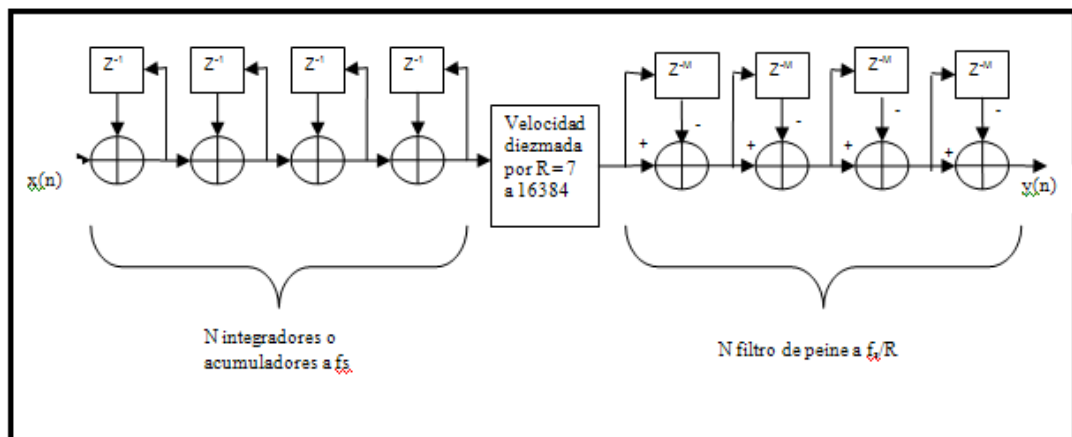 Z⁻¹ Z⁻¹ Z⁻¹ Z⁻¹ Z⁻ᴹ Z⁻ᴹ Z⁻ᴹ Z⁻ᴹ
- - - -
+ + + +
x(n)
Velocidad
diezmada
por R = 7
a 16384
y(n)
N integradores o
acumuladores a fs
N filtro de peine a fₛ/R